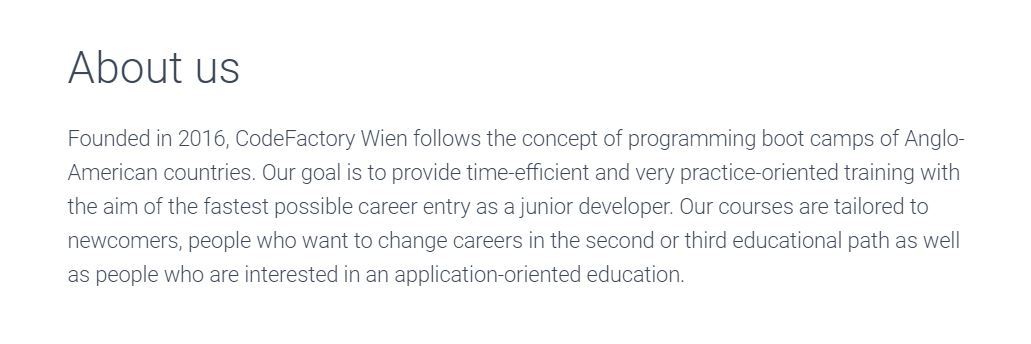 About us
Founded in 2016, CodeFactory Wien follows the concept of programming boot camps of Anglo-
American countries. Our goal is to provide time-efficient and very practice-oriented training with
the aim of the fastest possible career entry as a junior developer. Our courses are tailored to
newcomers, people who want to change careers in the second or third educational path as well
as people who are interested in an application-oriented education.